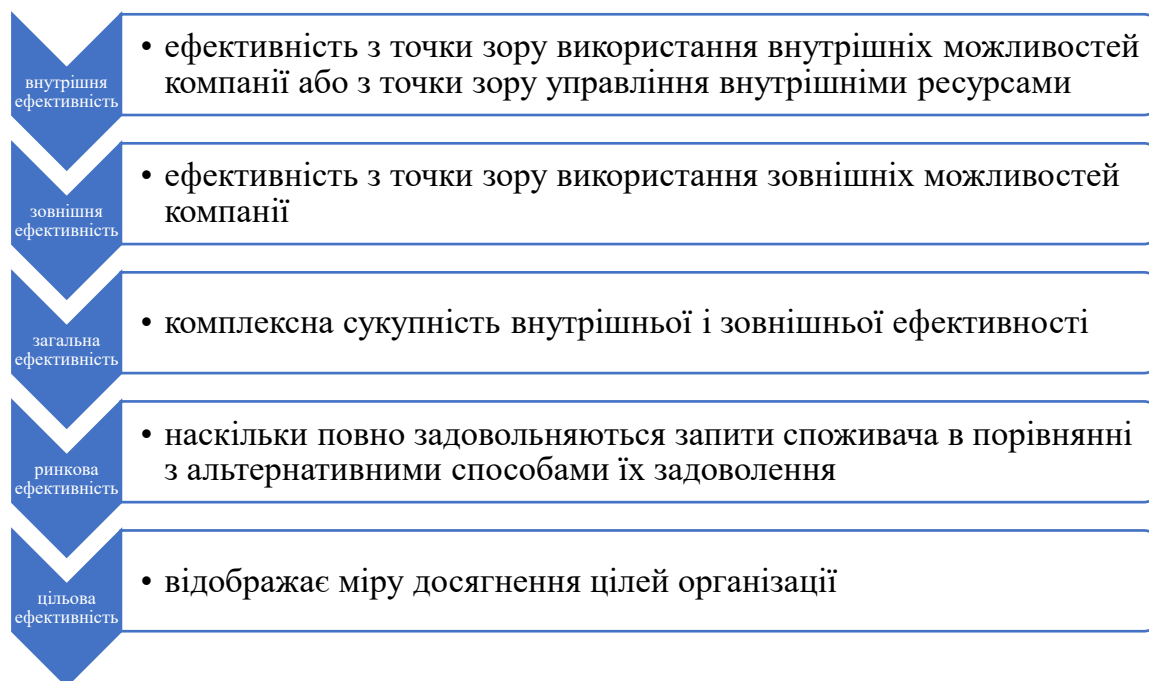 внутрішня
ефективність
• ефективність з точки зору використання внутрішніх можливостей
компанії або з точки зору управління внутрішніми ресурсами
зовнішня
ефективність
• ефективність з точки зору використання зовнішніх можливостей
компанії
загальна
ефективність
• комплексна сукупність внутрішньої і зовнішньої ефективності
ринкова
ефективність
• наскільки повно задовольняються запити споживача в порівнянні
з альтернативними способами їх задоволення
цільова
ефективність
• відображає міру досягнення цілей організації